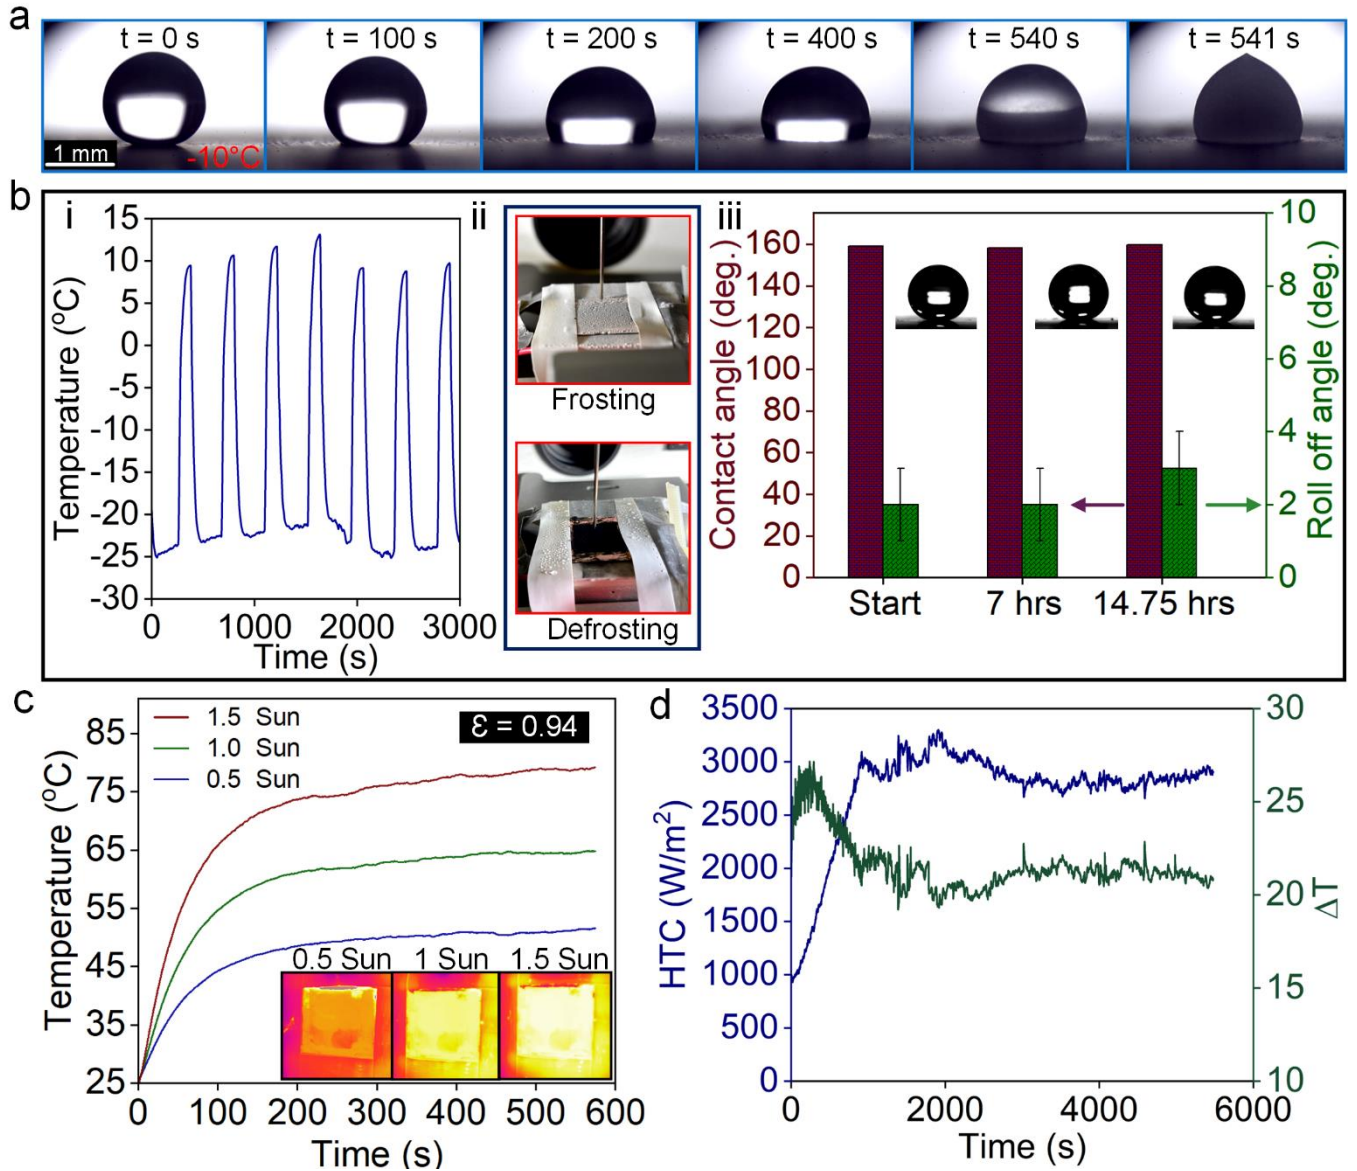 a
t = 0 s
t = 100 s
t = 200 s
t = 400 s
t = 540 s
t = 541 s
1 mm
-10°C
b
i
15
10
5
0
-5
-10
-15
-20
-25
-30
Temperature (ºC)
0
1000
2000
3000
Time (s)
ii
Frosting
Defrosting
iii
160
140
120
100
80
60
40
20
0
Contact angle (deg.)
10
8
6
4
2
0
Roll off angle (deg.)
Start
7 hrs
14.75 hrs
c
85
75
65
55
45
35
25
Temperature (ºC)
1.5 Sun
1.0 Sun
0.5 Sun
Ɛ = 0.94
0.5 Sun
1 Sun
1.5 Sun
0
100
200
300
400
500
600
Time (s)
d
3500
3000
2500
2000
1500
1000
500
0
HTC (W/m²)
30
25
20
15
10
ΔT
0
2000
4000
6000
Time (s)